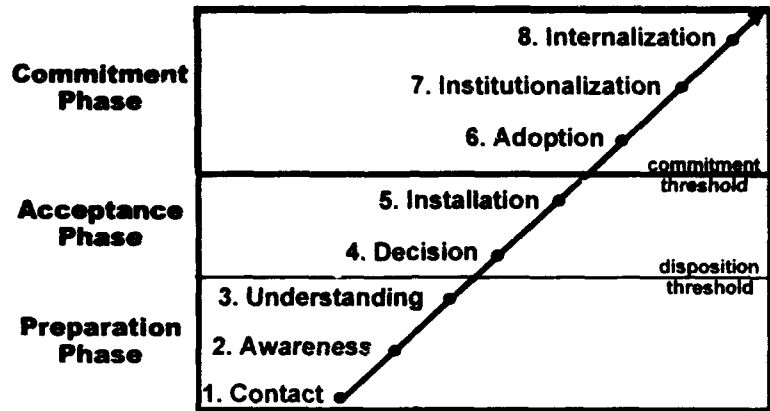 8. Internalization
Commitment
Phase
7. Institutionalization
6. Adoption
commitment
threshold
5. Installation
Acceptance
Phase
4. Decision
disposition
threshold
3. Understanding
Preparation
Phase
2. Awareness
1. Contact